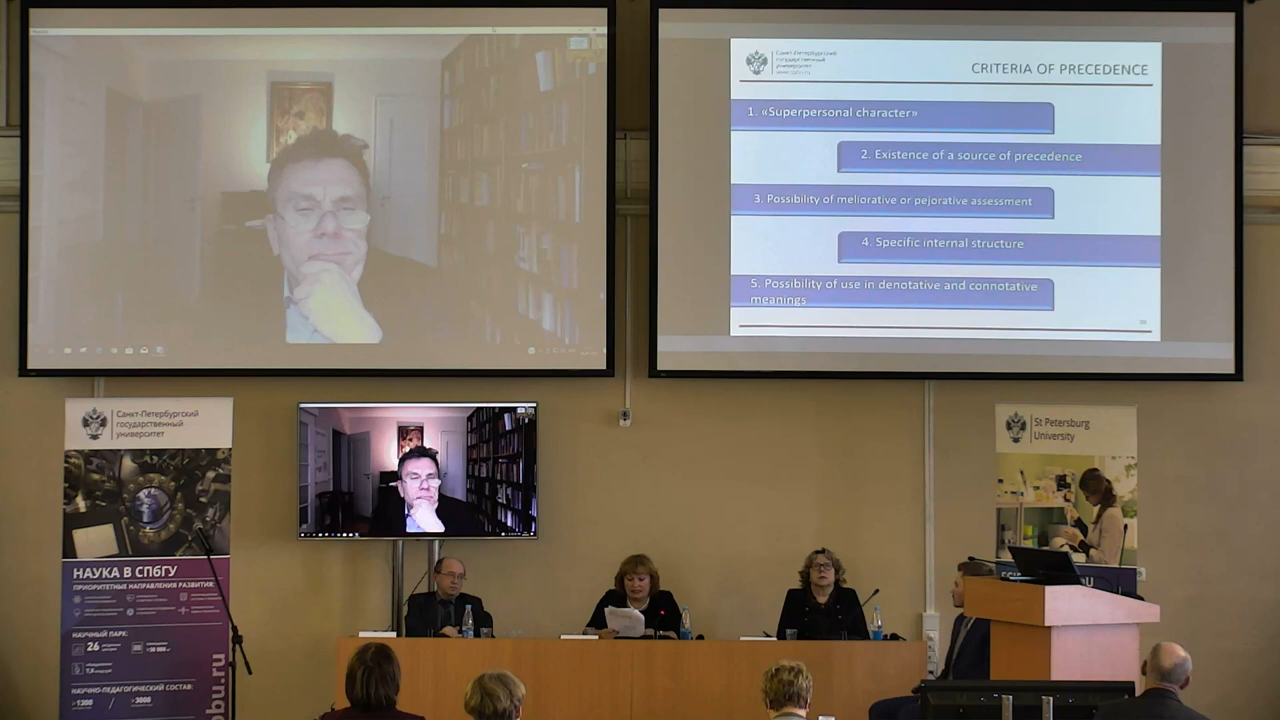 Санкт-Петербургский
государственный
университет
CRITERIA OF PRECEDENCE
1. «Superpersonal character»
2. Existence of a source of precedence
3. Possibility of meliorative or pejorative assessment
4. Specific internal structure
5. Possibility of use in denotative and connotative
meanings
Санкт-Петербургский
государственный
университет
НАУКА В СПбГУ
ПРИОРИТЕТНЫЕ НАПРАВЛЕНИЯ РАЗВИТИЯ:
НАУЧНЫЙ ПАРК:
26
НАУЧНО-ПЕДАГОГИЧЕСКИЙ СОСТАВ:
bu.ru
St Petersburg
University